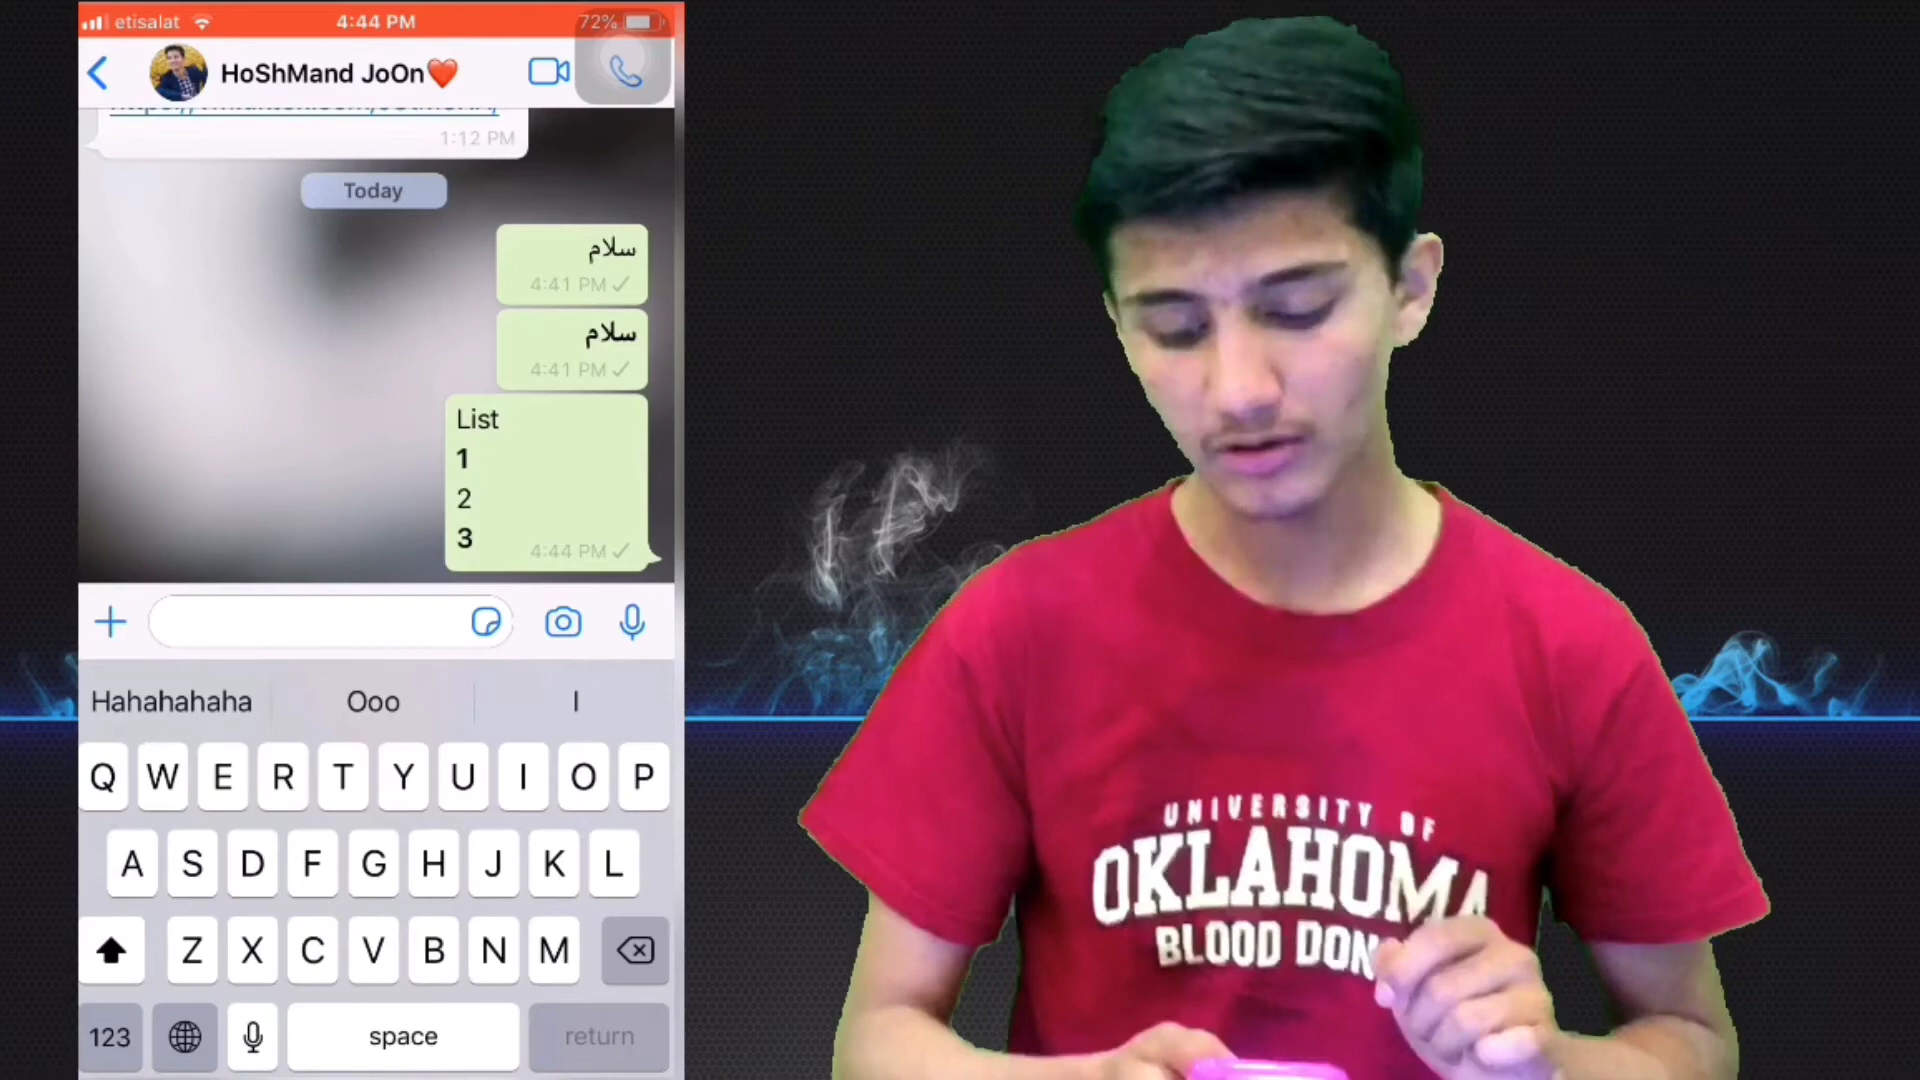 etisalat
4:44 PM
72%
HoShMand JoOn❤️
1:12 PM
Today
سلام
4:41 PM
سلام
4:41 PM
List
1
2
3
4:44 PM
Hahahahaha
Ooo
I
Q W E R T Y U I O P
A S D F G H J K L
Z X C V B N M
123
space
return
UNIVERSITY OF
OKLAHOMA
BLOOD